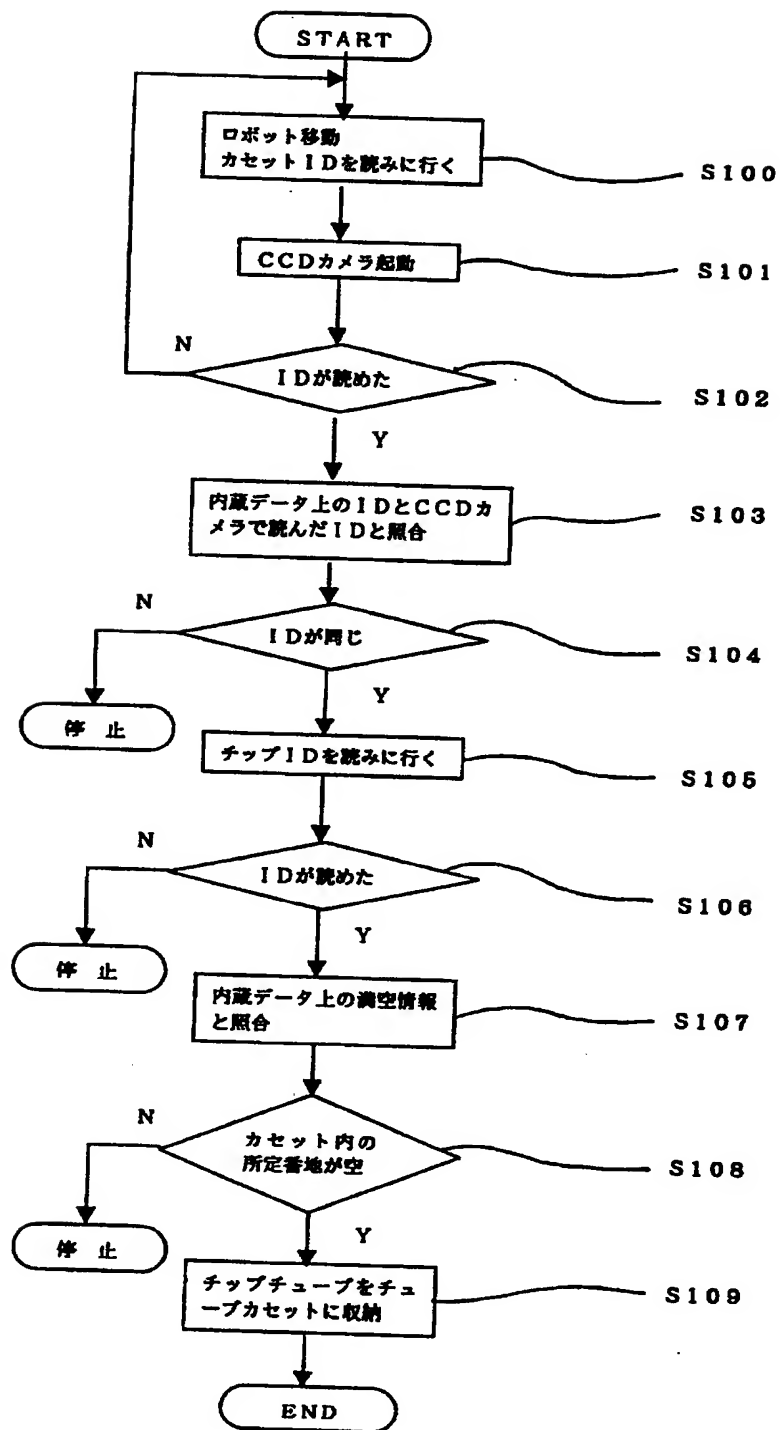 START
ロボット移動
カセットIDを読みに行く
S100
CCDカメラ起動
S101
N
IDが読めた
S102
Y
内蔵データ上のIDとCCDカ
メラで読んだIDと照合
S103
N
IDが同じ
S104
Y
停 止
チップIDを読みに行く
S105
N
IDが読めた
S106
Y
停 止
内蔵データ上の満空情報
と照合
S107
N
カセット内の
所定番地が空
S108
Y
停 止
チップチューブをチュ
ーブカセットに収納
S109
END